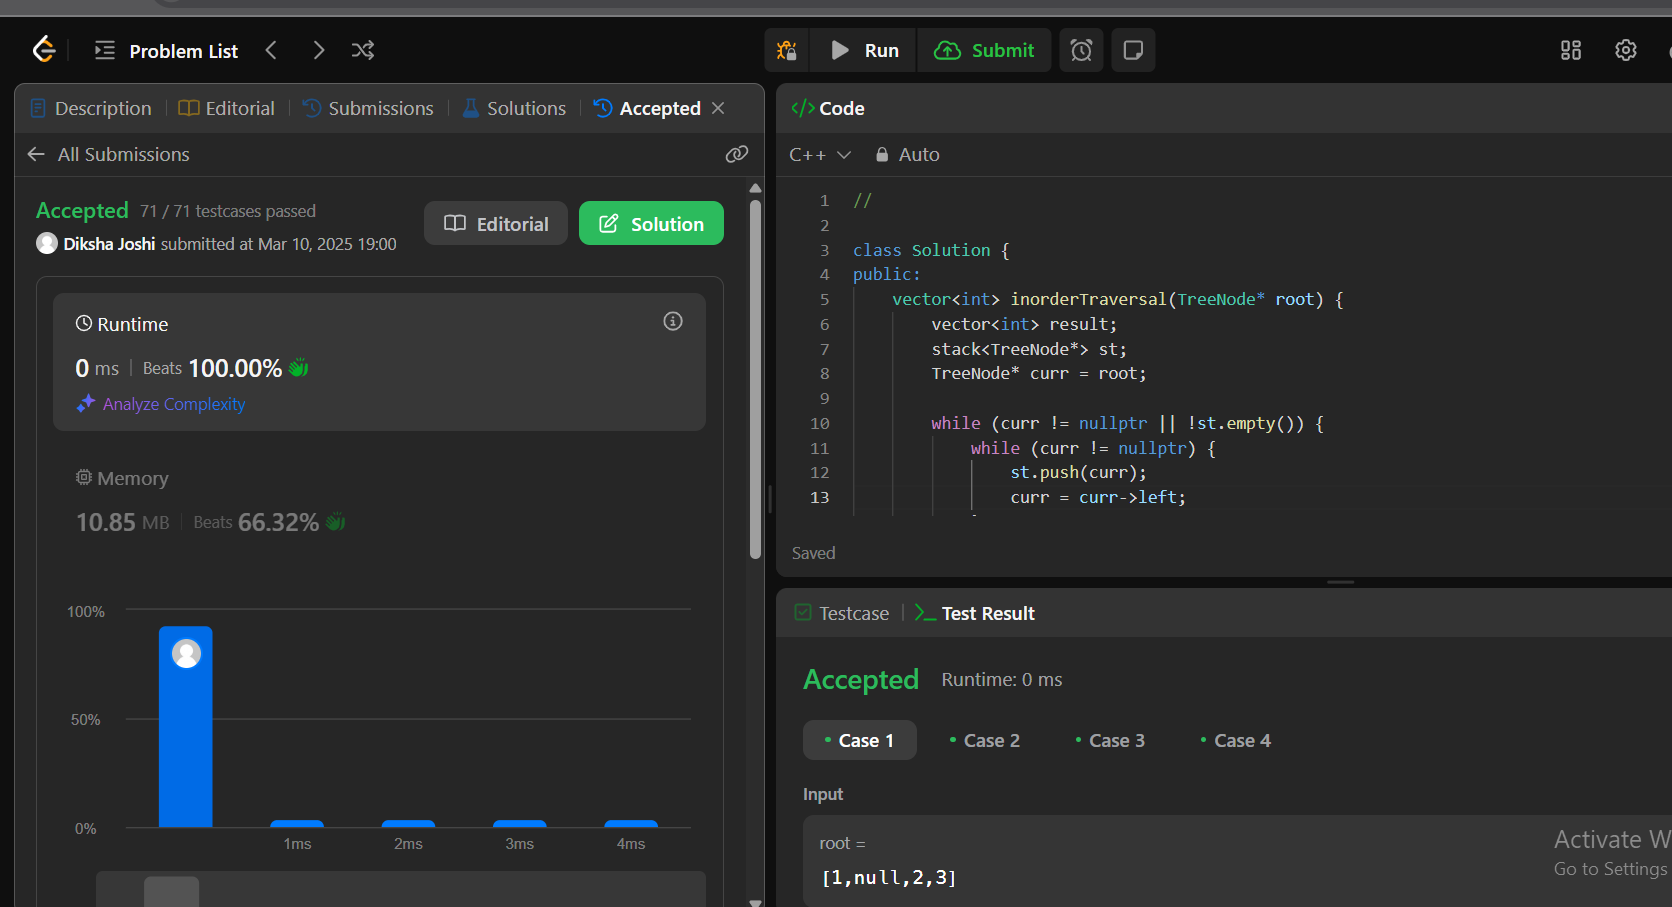 Problem List
Run
Submit
Description
Editorial
Submissions
Solutions
Accepted
All Submissions
Accepted 71 / 71 testcases passed
Diksha Joshi submitted at Mar 10, 2025 19:00
Editorial
Solution
Runtime
0 ms | Beats 100.00%
Analyze Complexity
Memory
10.85 MB | Beats 66.32%
100%
50%
0%
1ms 2ms 3ms 4ms
</> Code
C++ Auto
1 //
2
3 class Solution {
4 public:
5 vector<int> inorderTraversal(TreeNode* root) {
6 vector<int> result;
7 stack<TreeNode*> st;
8 TreeNode* curr = root;
9
10 while (curr != nullptr || !st.empty()) {
11 while (curr != nullptr) {
12 st.push(curr);
13 curr = curr->left;
Saved
Testcase
Test Result
Accepted Runtime: 0 ms
Case 1 Case 2 Case 3 Case 4
Input
root =
[1,null,2,3]
Activate W
Go to Settings